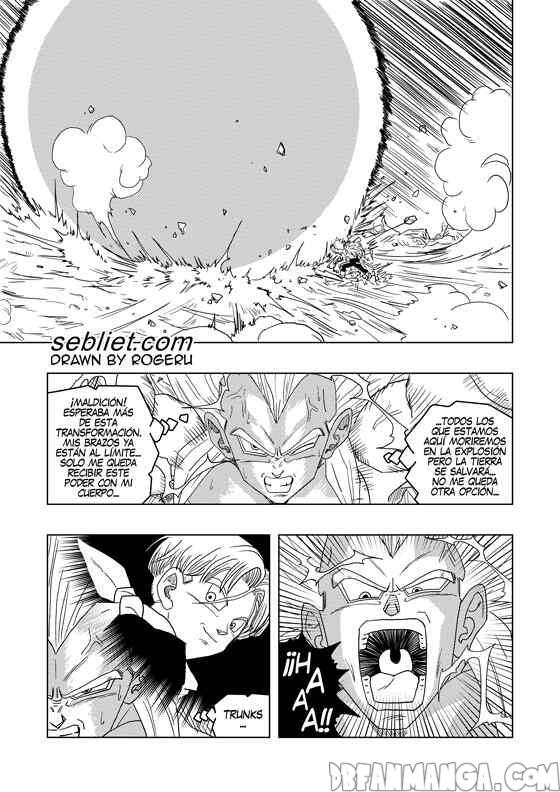 sebliet.com
DRAWN BY ROGERU
¡MALDICIÓN!
ESPERABA MÁS
DE ESTA
TRANSFORMACIÓN.
MIS BRAZOS YA
ESTÁN AL LÍMITE...
SOLO ME QUEDA
RECIBIR ESTE
PODER CON MI
CUERPO...
...TODOS LOS
QUE ESTAMOS
AQUÍ MORIREMOS
EN LA EXPLOSIÓN
PERO LA TIERRA
SE SALVARÁ...
NO ME QUEDA
OTRA OPCIÓN...
TRUNKS
...
¡¡H
A
A
A!!
DBFANMANGA.COM